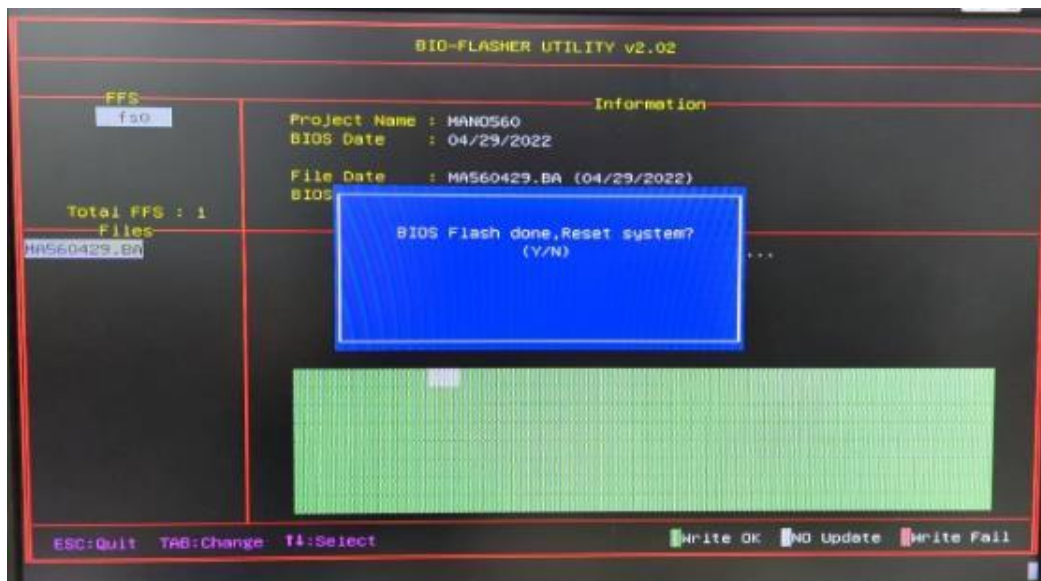 BIO-FLASHER UTILITY v2.02
FFS
fs0
Total FFS : 1
Files
MA560429.BA
Information
Project Name : MANO560
BIOS Date : 04/29/2022
File Date : MA560429.BA (04/29/2022)
BIOS
BIOS Flash done,Reset system?
(Y/N)
...
ESC:Quit TAB:Change ↑↓:Select
Write OK NO Update Write Fail